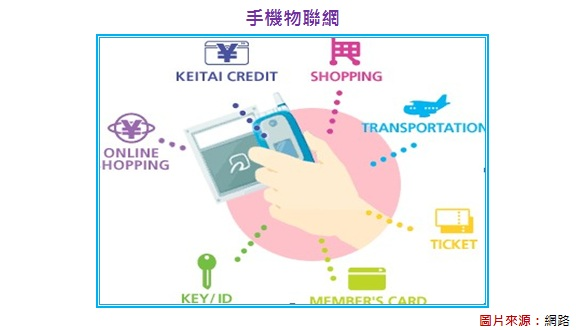 手機物聯網
KEITAI CREDIT
SHOPPING
TRANSPORTATION
ONLINE
HOPPING
TICKET
KEY/ID
MEMBER'S CARD
圖片來源：網路